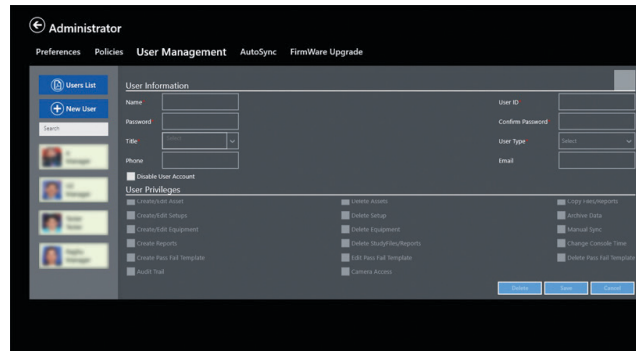 Administrator
Preferences Policies User Management AutoSync FirmWare Upgrade
Users List
New User
Search
Manager
Manager
Manager
User Information
Name User ID
Password Confirm Password
Title Select User Type Select
Phone Email
Disable User Account
User Privileges
Create/Edit Asset Delete Assets Copy Files/Reports
Create/Edit Setups Delete Setup Archive Data
Create/Edit Equipment Delete Equipment Manual Sync
Create Reports Delete StudyFiles/Reports Change Console Time
Create Pass Fail Template Edit Pass Fail Template Delete Pass Fail Template
Audit Trail Camera Access
Delete Save Cancel